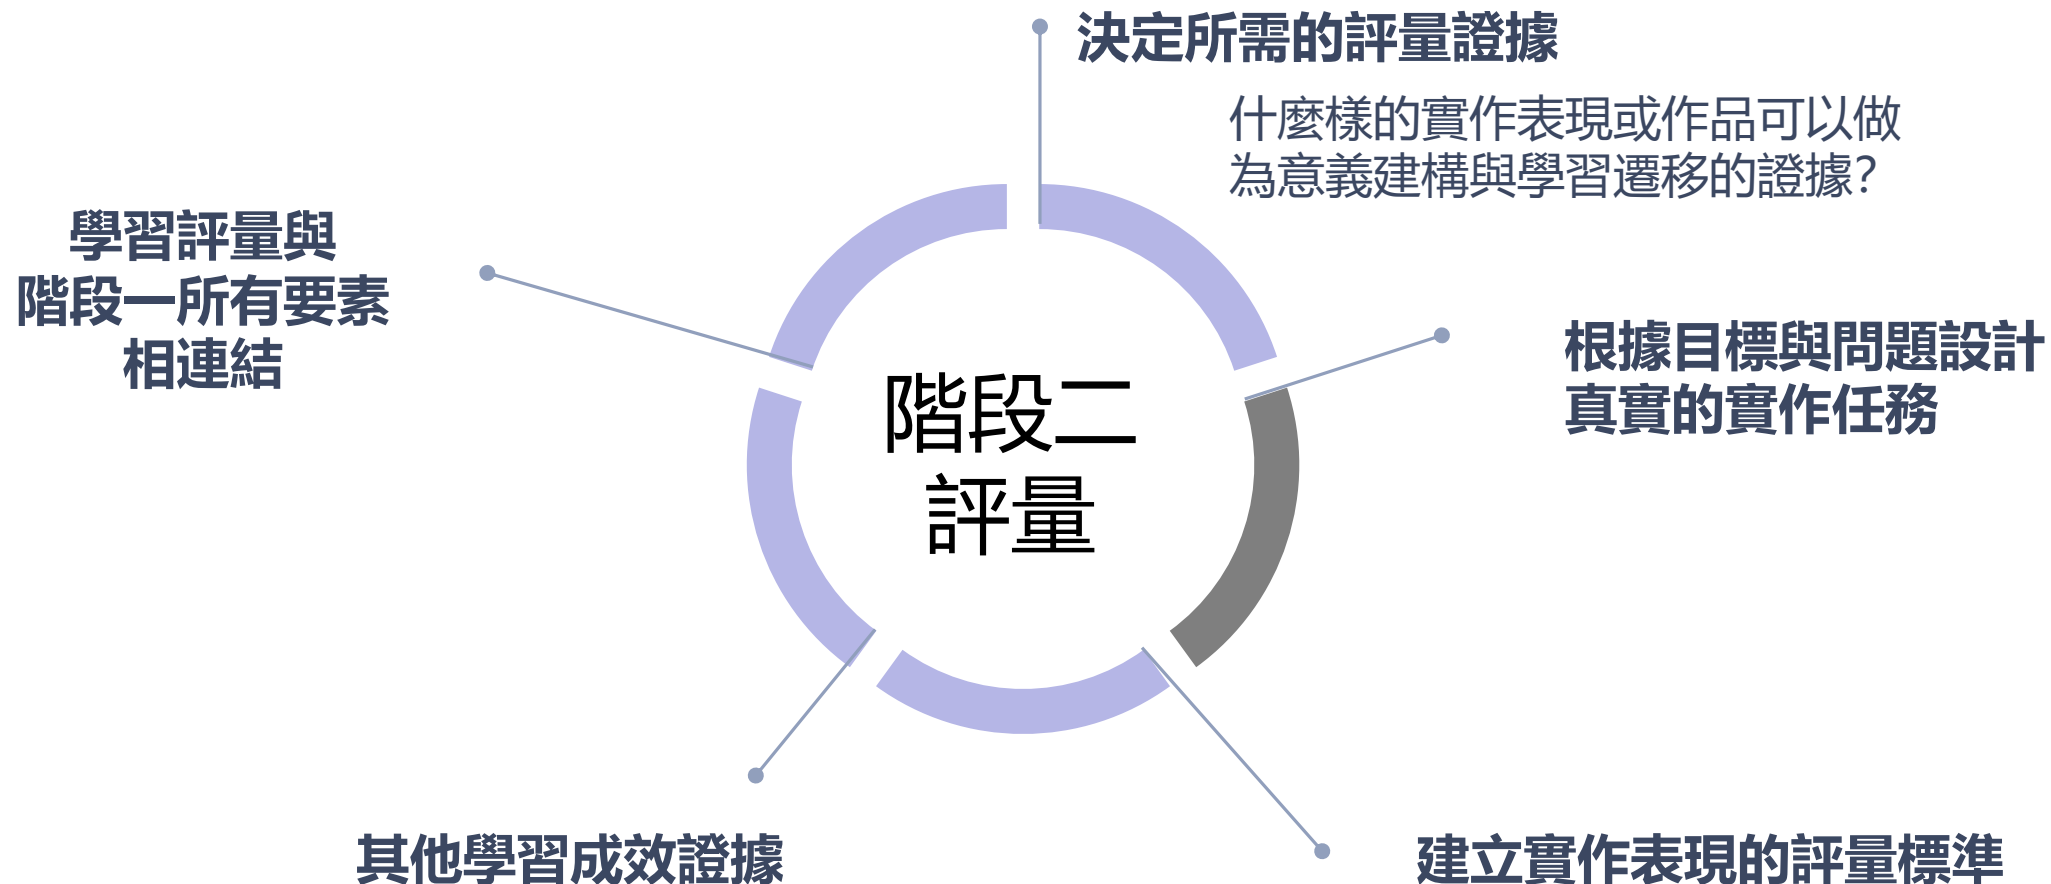 決定所需的評量證據
什麼樣的實作表現或作品可以做
為意義建構與學習遷移的證據?
學習評量與
階段一所有要素
相連結
根據目標與問題設計
真實的實作任務
階段二
評量
其他學習成效證據
建立實作表現的評量標準